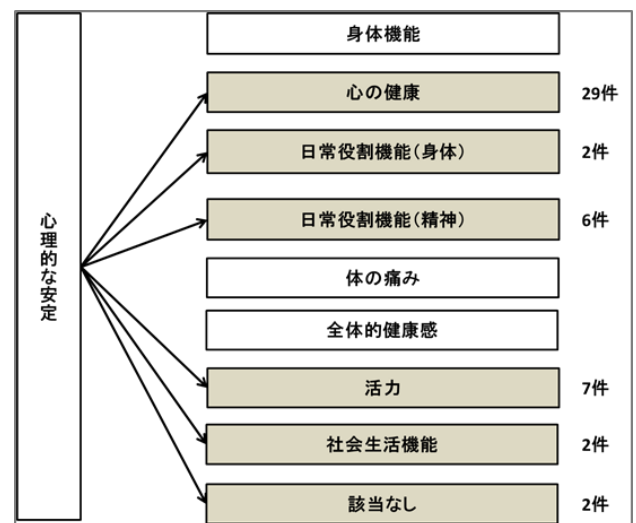 心理的な安定
身体機能
心の健康 29件
日常役割機能（身体） 2件
日常役割機能（精神） 6件
体の痛み
全体的健康感
活力 7件
社会生活機能 2件
該当なし 2件